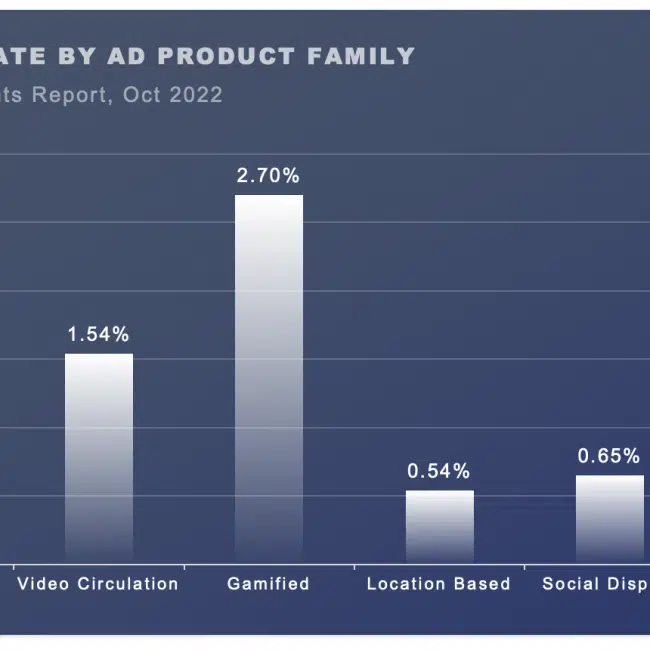 ATE BY AD PRODUCT FAMILY
ts Report, Oct 2022
2.70%
1.54%
0.65%
0.54%
Video Circulation Gamified Location Based Social Disp